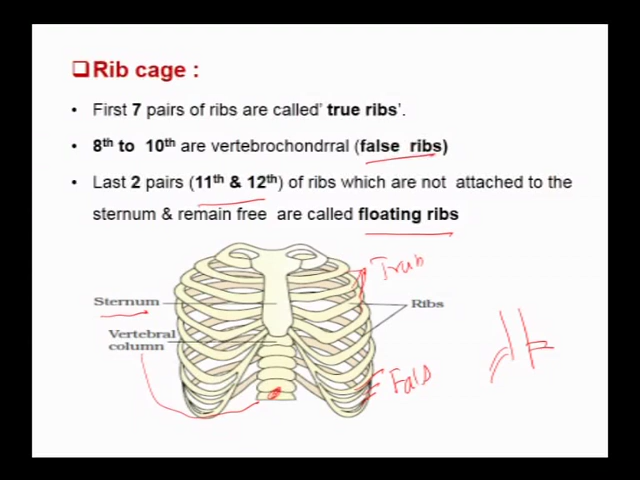 ❑Rib cage :
• First 7 pairs of ribs are called' true ribs'.
• 8th to 10th are vertebrochondrral (false ribs)
• Last 2 pairs (11th & 12th) of ribs which are not attached to the
sternum & remain free are called floating ribs
Sternum
Vertebral
column
Ribs
Fals